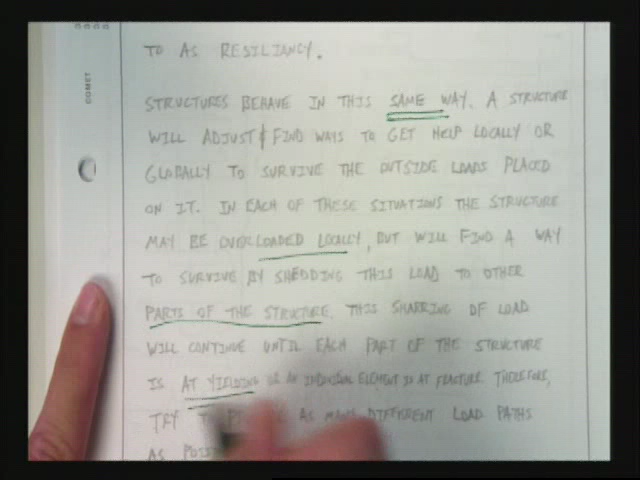 TO AS RESILIANCY.
STRUCTURES BEHAVE IN THIS SAME WAY. A STRUCTURE
WILL ADJUST & FIND WAYS TO GET HELP LOCALLY OR
GLOBALLY TO SURVIVE THE OUTSIDE LOADS PLACED
ON IT. IN EACH OF THESE SITUATIONS THE STRUCTURE
MAY BE OVERLOADED LOCALLY, BUT WILL FIND A WAY
TO SURVIVE BY SHEDDING THIS LOAD TO OTHER
PARTS OF THE STRUCTURE. THIS SHARRING OF LOAD
WILL CONTINUE UNTIL EACH PART OF THE STRUCTURE
IS AT YIELDING OR AN INDIVIDUAL ELEMENT IS AT FRACTURE. THEREFORE,
TRY AS MANY DIFFERENT LOAD PATHS
AS
COMET